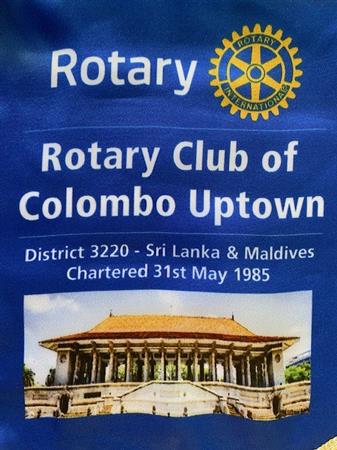 Rotary
ROTARY
INTERNATIONAL
Rotary Club of
Colombo Uptown
District 3220 - Sri Lanka & Maldives
Chartered 31st May 1985